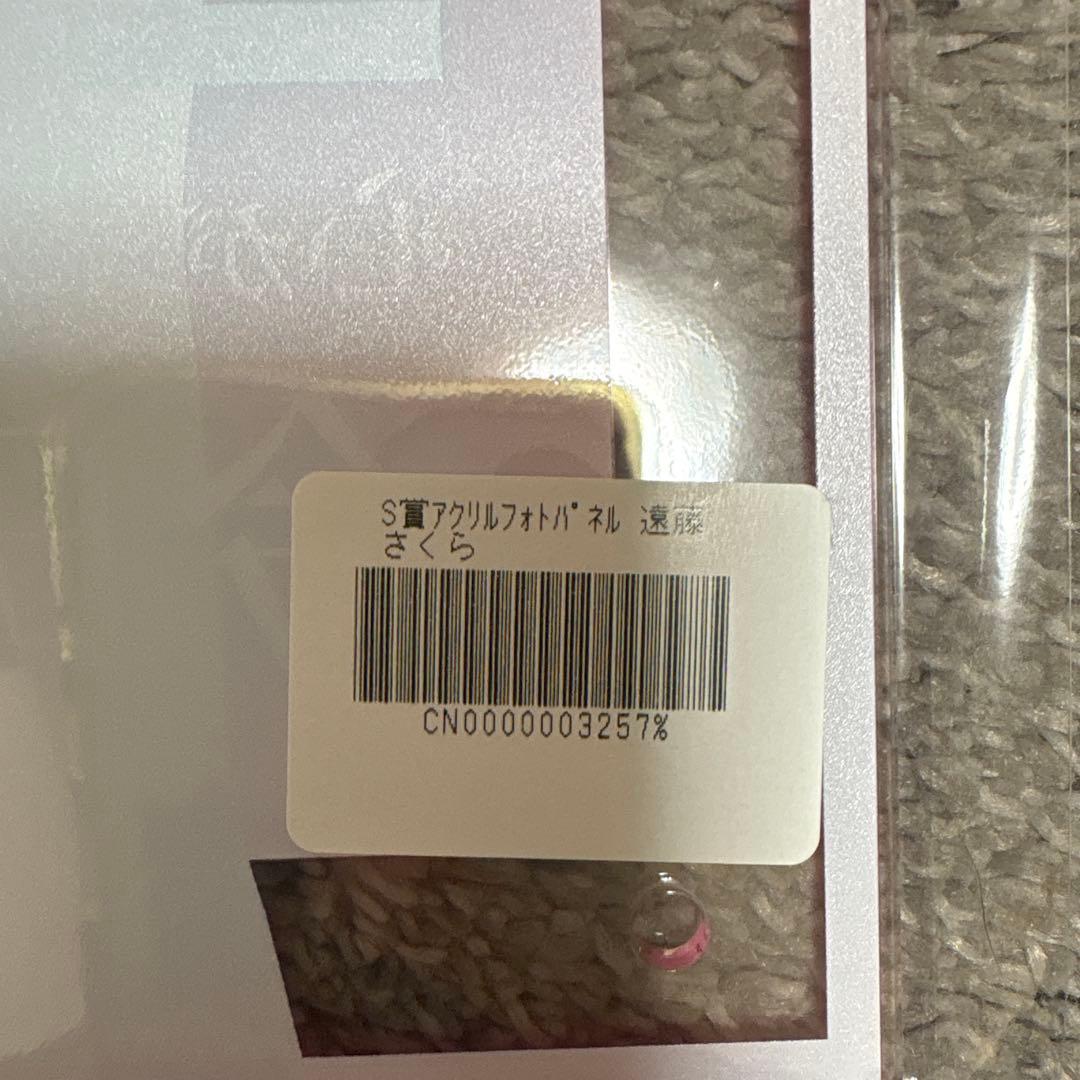 S賞アクリルフォトパネル 遠藤
さくら
CN0000003257%